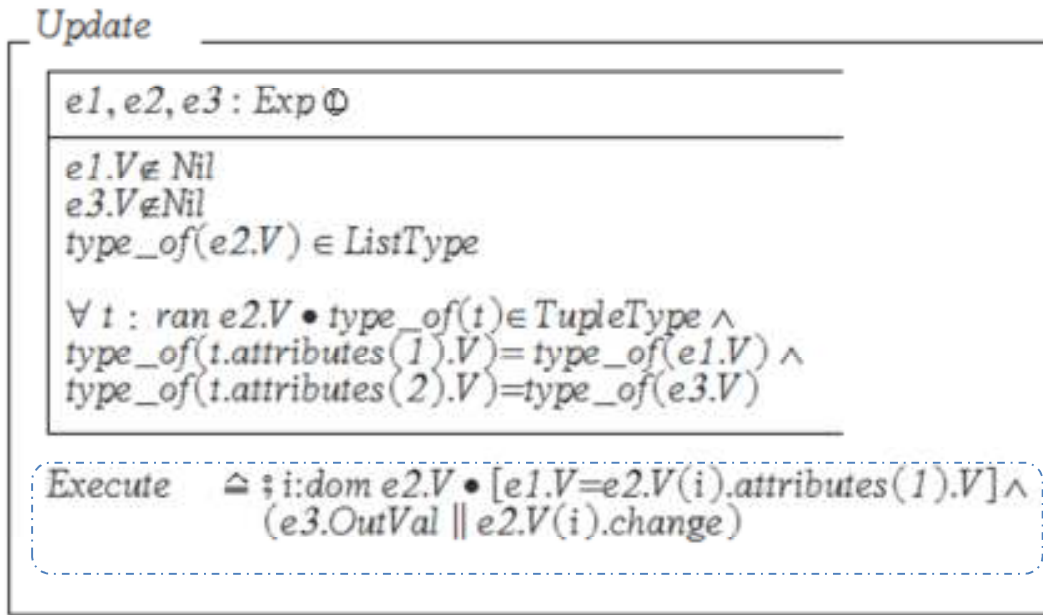 Update
e1, e2, e3 : Exp Ⓒ
e1.V ∉ Nil
e3.V ∉ Nil
type_of(e2.V) ∈ ListType
∀ t : ran e2.V • type_of(t) ∈ TupleType ∧
type_of(t.attributes(1).V) = type_of(e1.V) ∧
type_of(t.attributes(2).V)=type_of(e3.V)
Execute ≙ ⨟ i:dom e2.V • [e1.V=e2.V(i).attributes(1).V] ∧
(e3.OutVal || e2.V(i).change)